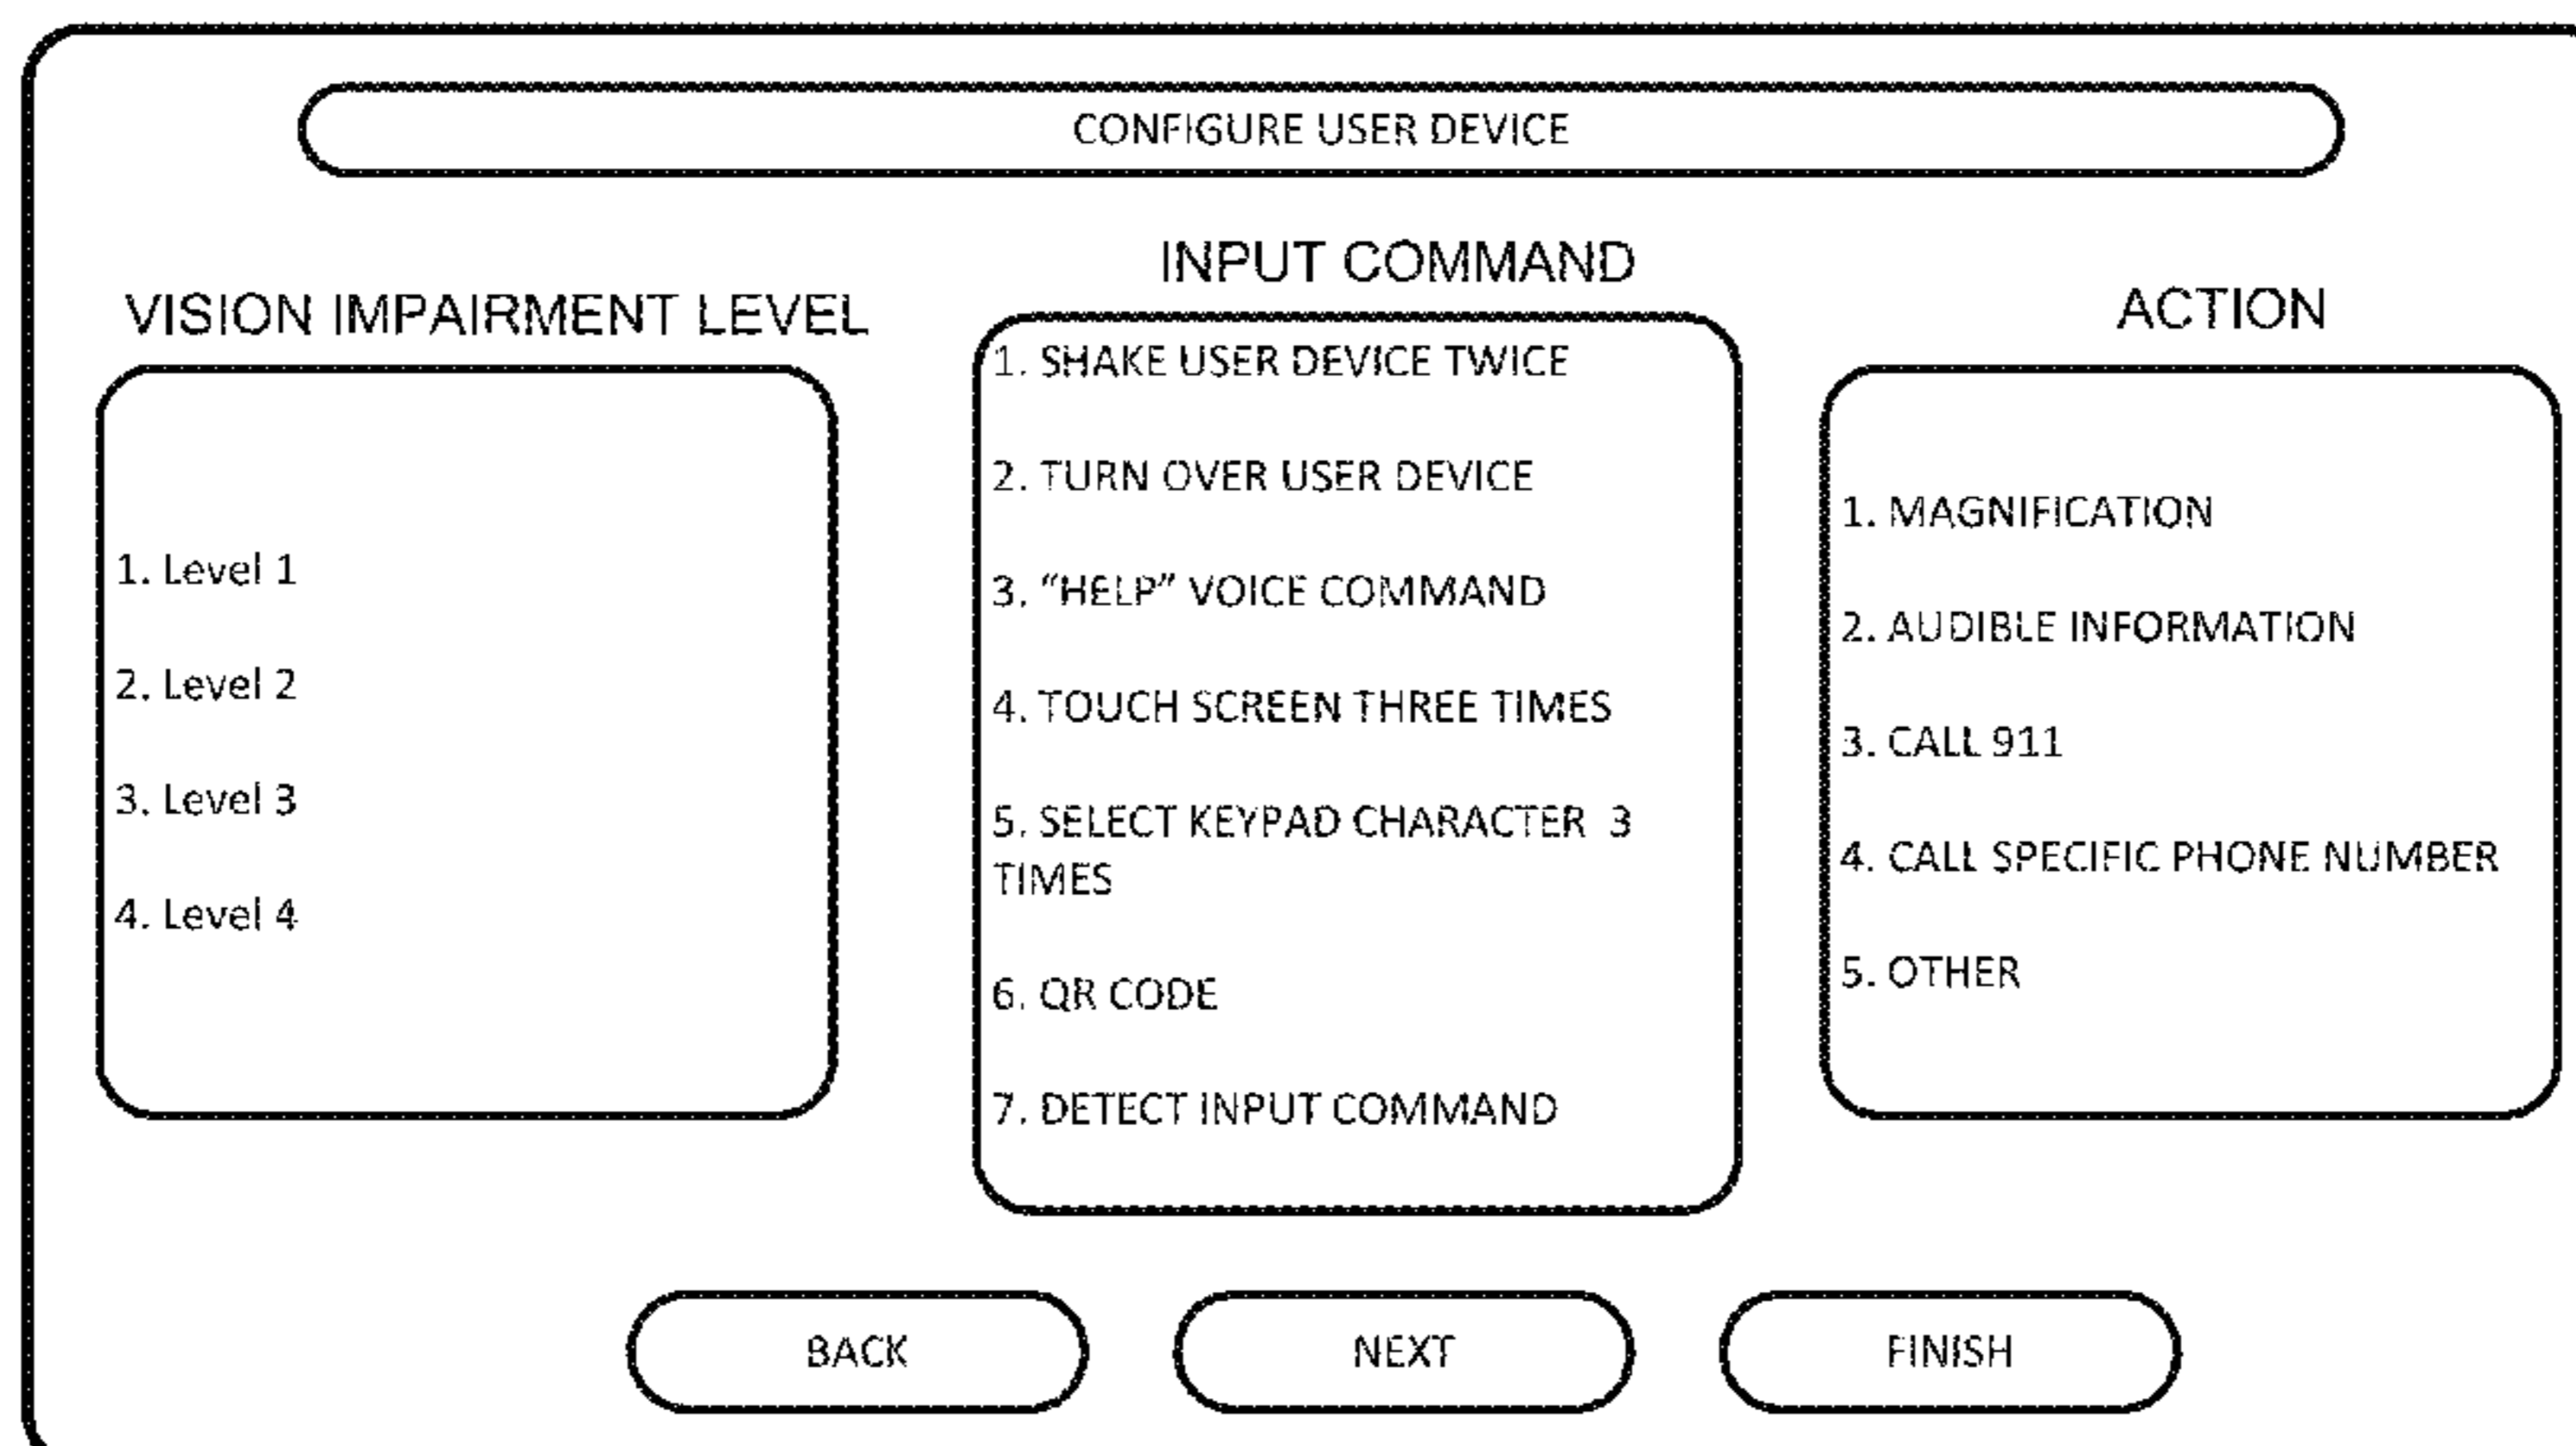 CONFIGURE USER DEVICE
VISION IMPAIRMENT LEVEL
1. Level 1
2. Level 2
3. Level 3
4. Level 4
INPUT COMMAND
1. SHAKE USER DEVICE TWICE
2. TURN OVER USER DEVICE
3. “HELP” VOICE COMMAND
4. TOUCH SCREEN THREE TIMES
5. SELECT KEYPAD CHARACTER 3
TIMES
6. QR CODE
7. DETECT INPUT COMMAND
ACTION
1. MAGNIFICATION
2. AUDIBLE INFORMATION
3. CALL 911
4. CALL SPECIFIC PHONE NUMBER
5. OTHER
BACK
NEXT
FINISH